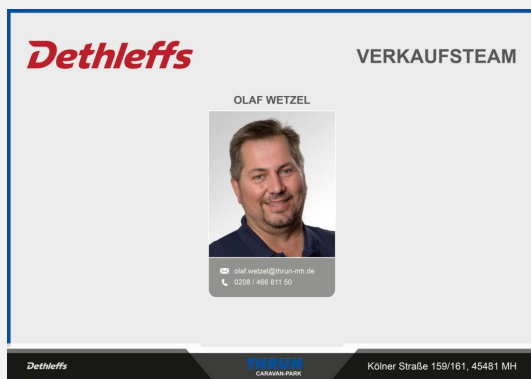 Dethleffs
VERKAUFSTEAM
OLAF WETZEL
olaf.wetzel@thrun-mh.de
0208 / 466 811 50
Dethleffs
THRUN
CARAVAN-PARK
Kölner Straße 159/161, 45481 MH